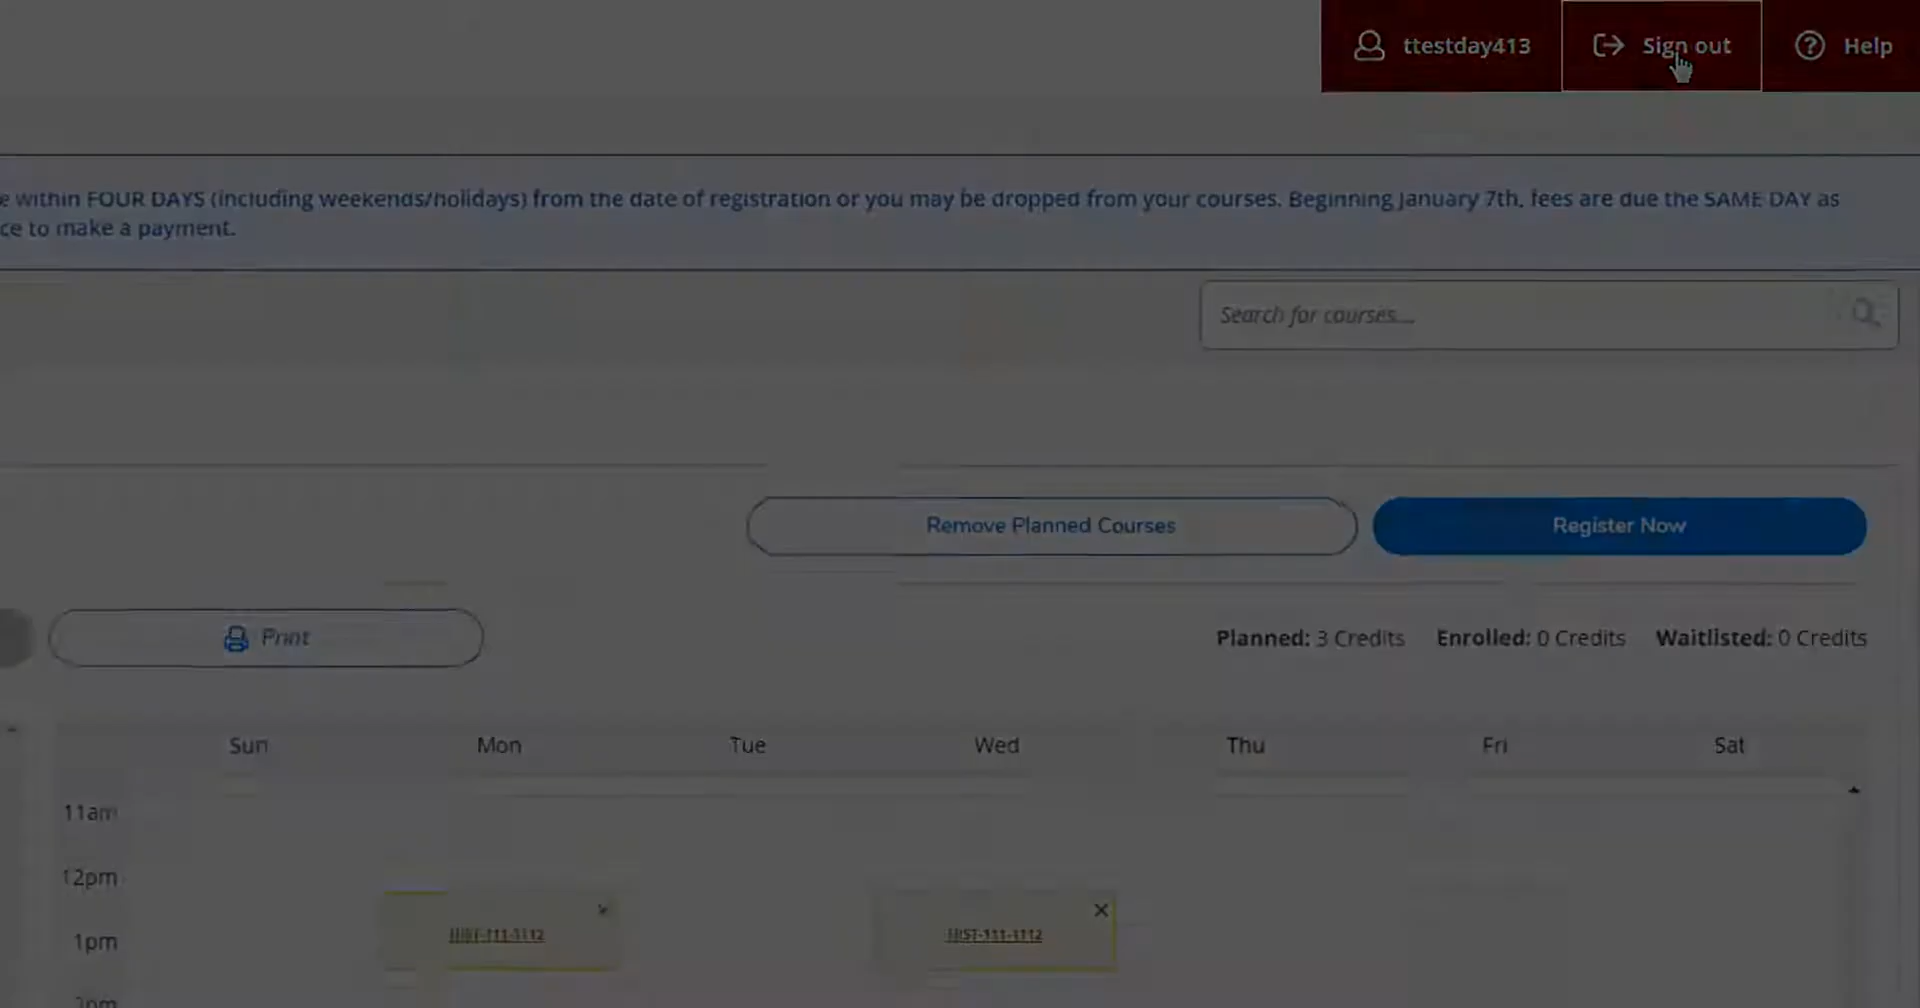 ttestday413 Sign out Help
e within FOUR DAYS (including weekends/holidays) from the date of registration or you may be dropped from your courses. Beginning January 7th, fees are due the SAME DAY as
ce to make a payment.
Search for courses...
Remove Planned Courses Register Now
Print Planned: 3 Credits Enrolled: 0 Credits Waitlisted: 0 Credits
Sun Mon Tue Wed Thu Fri Sat
11am
12pm
1pm
2pm